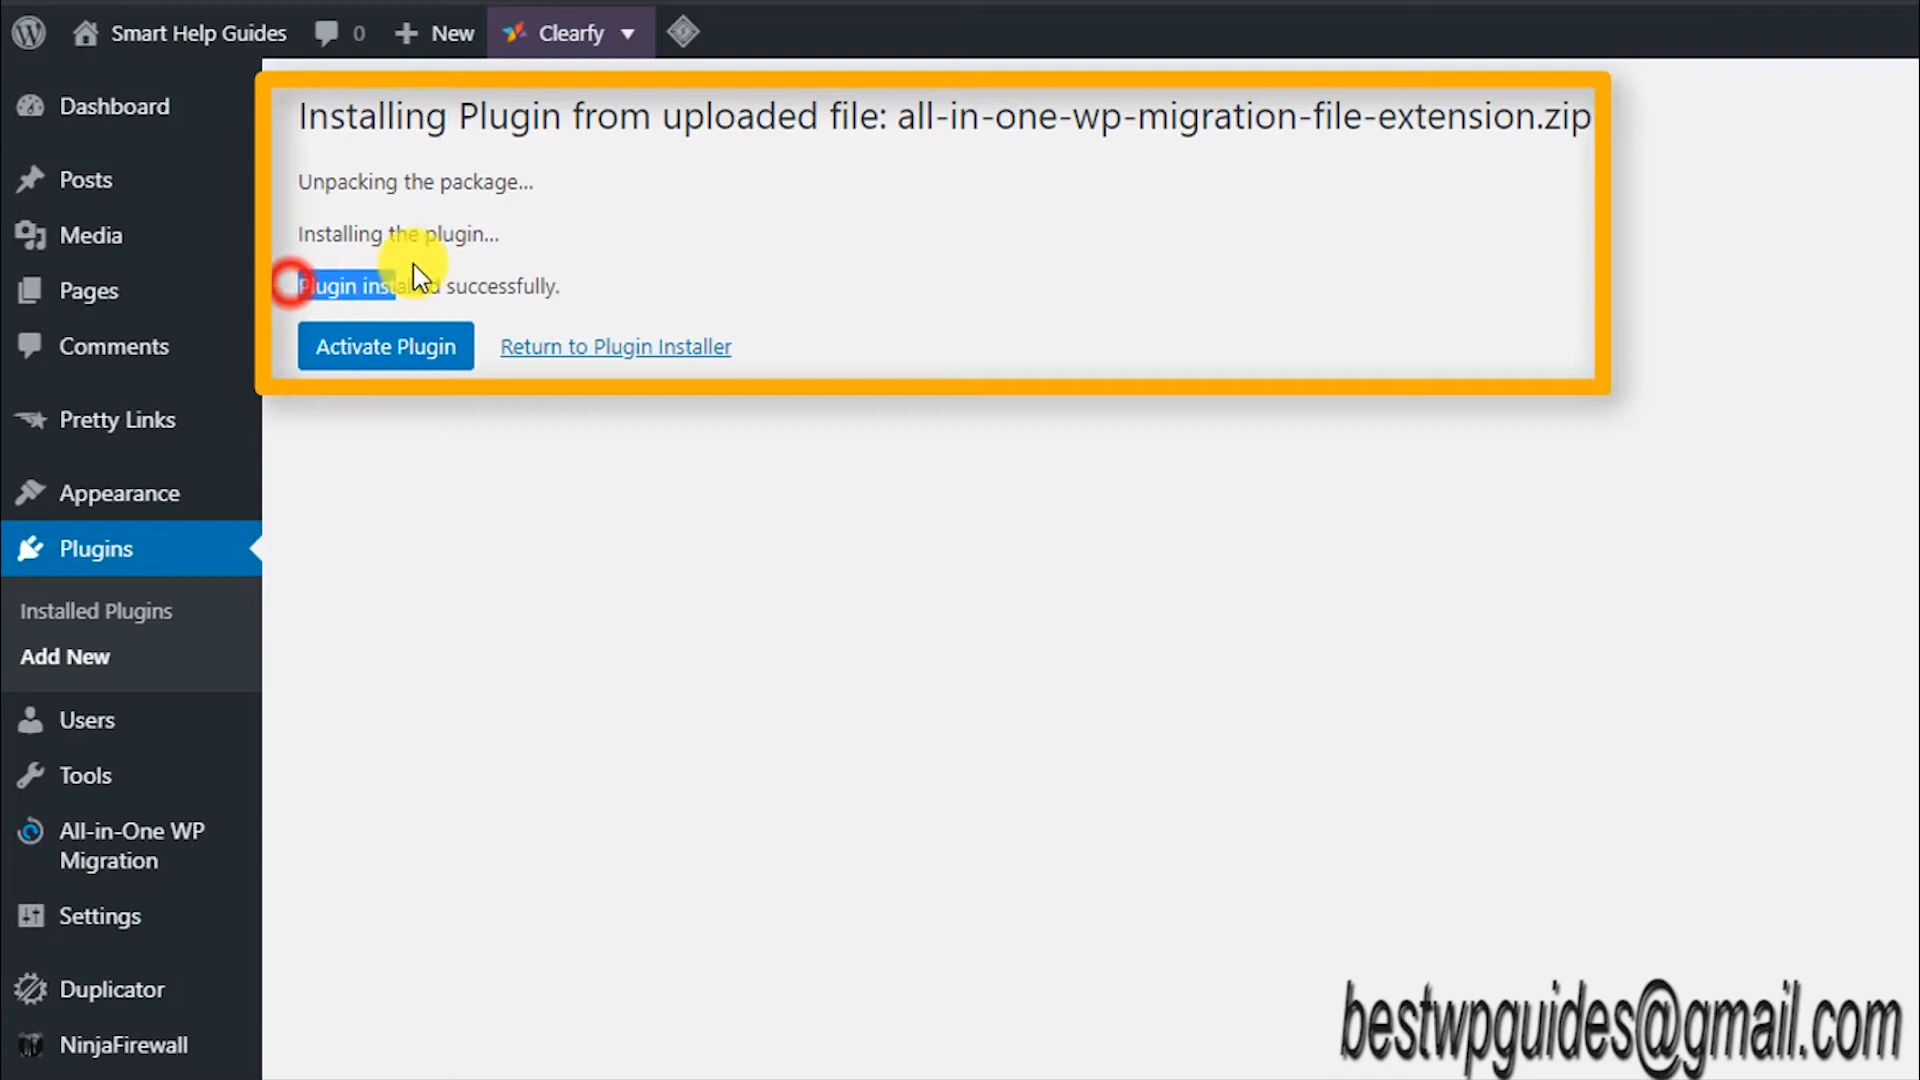 Smart Help Guides 0 New Clearfy
Dashboard
Posts
Media
Pages
Comments
Pretty Links
Appearance
Plugins
Installed Plugins
Add New
Users
Tools
All-in-One WP
Migration
Settings
Duplicator
NinjaFirewall
Installing Plugin from uploaded file: all-in-one-wp-migration-file-extension.zip
Unpacking the package...
Installing the plugin...
Plugin installed successfully.
Activate Plugin Return to Plugin Installer
bestwpguides@gmail.com